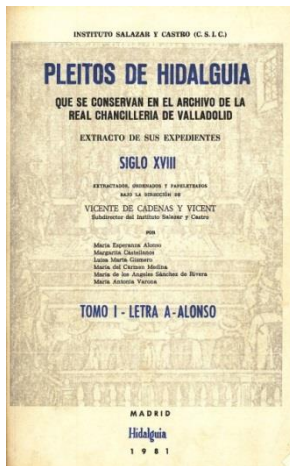 INSTITUTO SALAZAR Y CASTRO (C. S. I. C.)
PLEITOS DE HIDALGUIA
QUE SE CONSERVAN EN EL ARCHIVO DE LA
REAL CHANCILLERIA DE VALLADOLID
EXTRACTO DE SUS EXPEDIENTES
SIGLO XVIII
EXTRACTADOS, ORDENADOS Y PAPELETEADOS
BAJO LA DIRECCIÓN DE
VICENTE DE CADENAS Y VICENT
Subdirector del Instituto Salazar y Castro
POR
María Esperanza Alonso
Margarita Castellanos
Luisa María Gismero
María del Carmen Medina
María de los Angeles Sánchez de Rivera
María Antonia Varona
TOMO I - LETRA A-ALONSO
MADRID
Hidalguia
1981